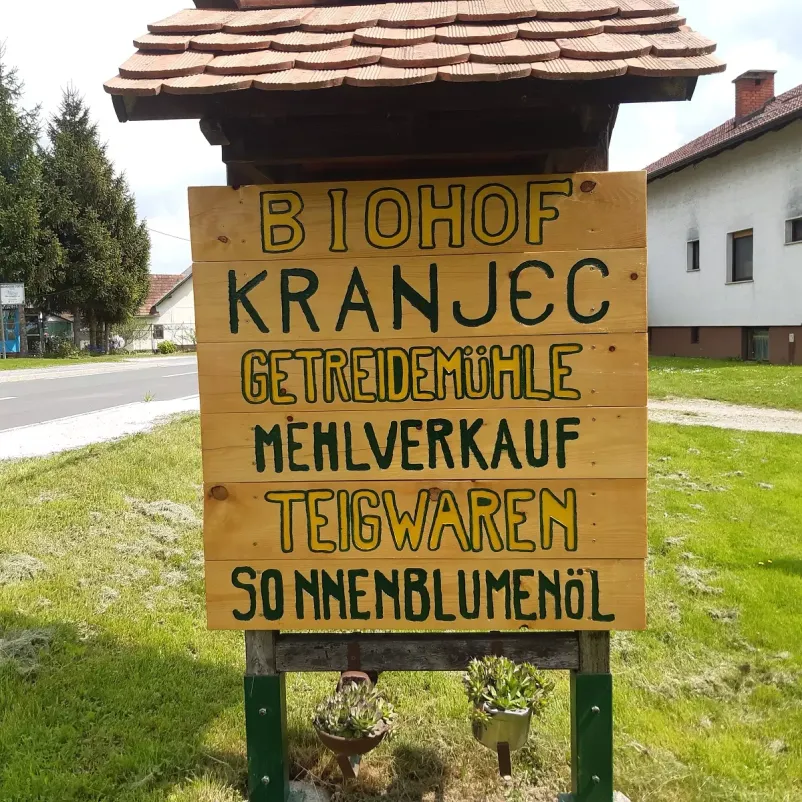 BIOHOF
KRANJEC
GETREIDEMÜHLE
MEHLVERKAUF
TEIGWAREN
SONNENBLUMENÖL